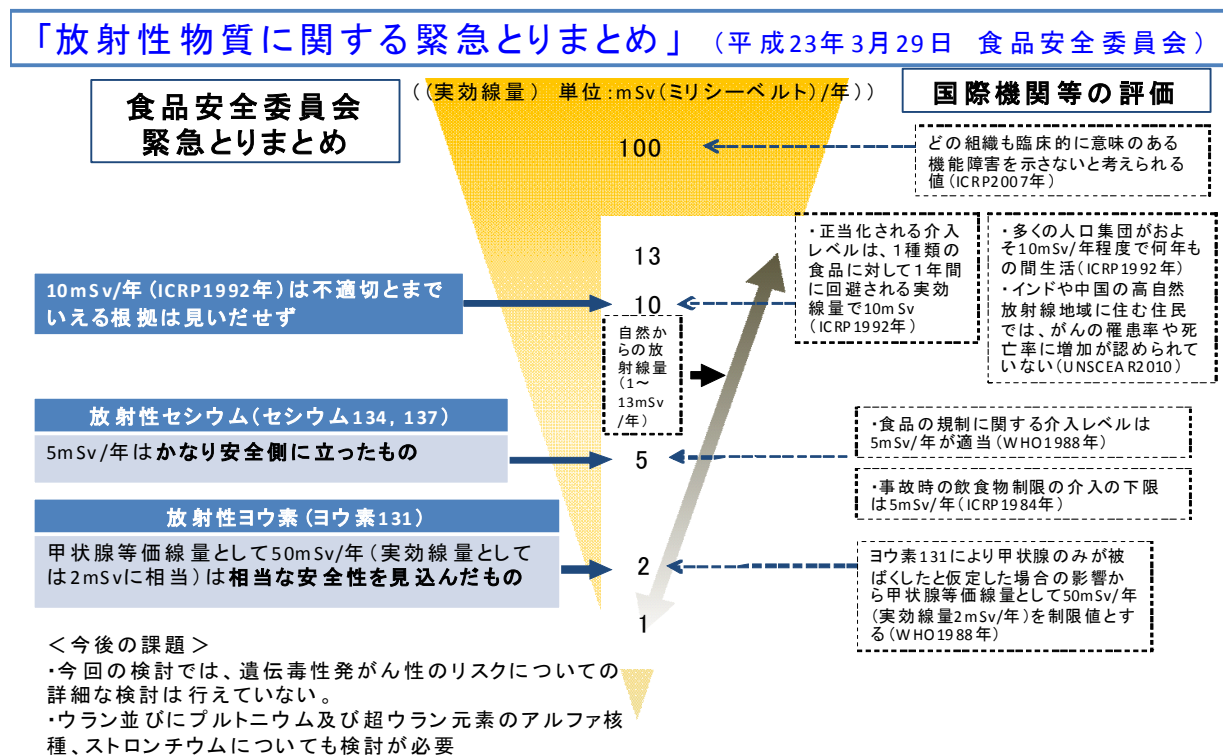 「放射性物質に関する緊急とりまとめ」（平成23年3月29日 食品安全委員会）
食品安全委員会
緊急とりまとめ
（（実効線量） 単位：mSv（ミリシーベルト）/年））
国際機関等の評価
100
どの組織も臨床的に意味のある
機能障害を示さないと考えられる
値（ICRP2007年）
13
・正当化される介入
レベルは、１種類の
食品に対して１年間
に回避される実効
線量で10mSv
（ICRP1992年）
・多くの人口集団がおよ
そ10mSv/年程度で何年も
の間生活（ICRP1992年）
・インドや中国の高自然
放射線地域に住む住民
では、がんの罹患率や死
亡率に増加が認められて
いない（UNSCEAR2010）
10mSv/年（ICRP1992年）は不適切とまで
いえる根拠は見いだせず
10
自然か
らの放
射線量
（1～
13mSv
/年）
放射性セシウム（セシウム134, 137）
5mSv/年はかなり安全側に立ったもの
5
・食品の規制に関する介入レベルは
5mSv/年が適当（WHO1988年）
・事故時の飲食物制限の介入の下限
は5mSv/年（ICRP1984年）
放射性ヨウ素（ヨウ素131）
甲状腺等価線量として50mSv/年（実効線量として
は2mSvに相当）は相当な安全性を見込んだもの
2
ヨウ素131により甲状腺のみが被
ばくしたと仮定した場合の影響か
ら甲状腺等価線量として50mSv/年
（実効線量2mSv/年）を制限値とす
る（WHO1988年）
1
＜今後の課題＞
・今回の検討では、遺伝毒性発がん性のリスクについての
詳細な検討は行えていない。
・ウラン並びにプルトニウム及び超ウラン元素のアルファ核
種、ストロンチウムについても検討が必要